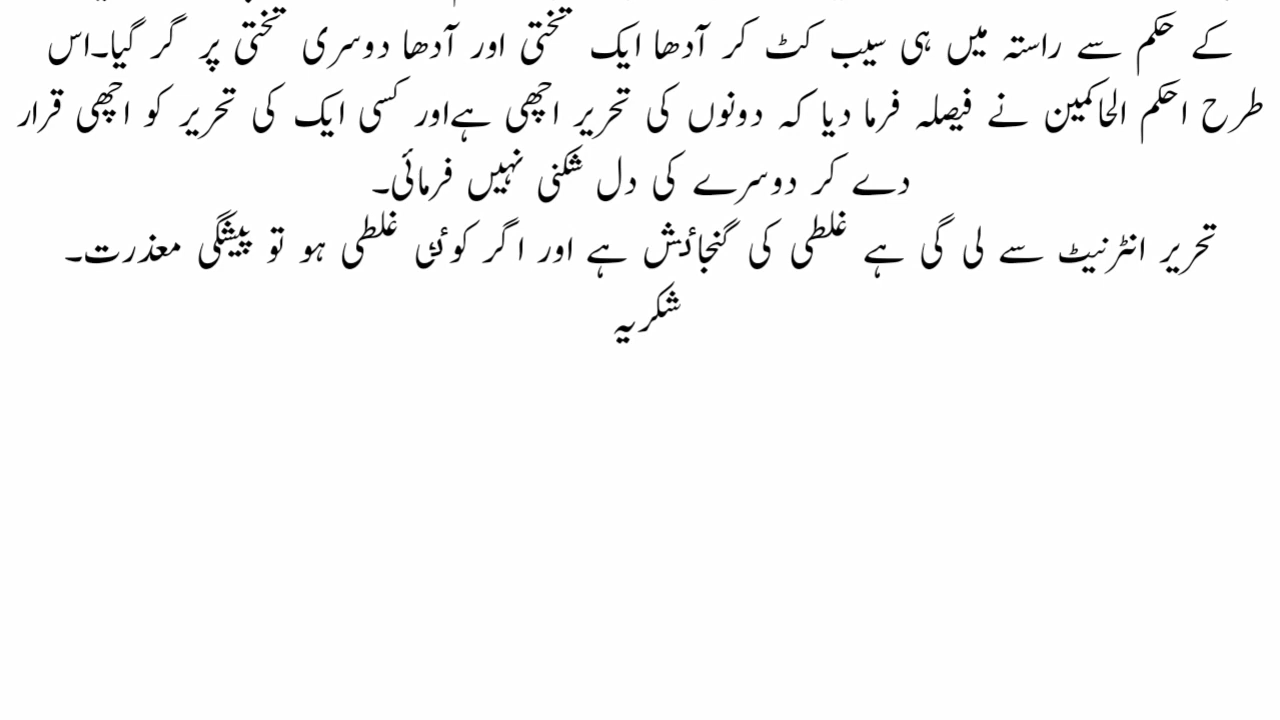 کے حکم سے راستہ میں ہی سیب کٹ کر آدھا ایک تختی اور آدھا دوسری تختی پر گر گیا۔اس
طرح احکم الحاکمین نے فیصلہ فرما دیا کہ دونوں کی تحریر اچھی ہےاور کسی ایک کی تحریر کو اچھی قرار
دے کر دوسرے کی دل شکنی نہیں فرمائی۔
تحریر انٹرنیٹ سے لی گی ہے غلطی کی گنجائش ہے اور اگر کوئی غلطی ہو تو پیشگی معذرت۔
شکریہ